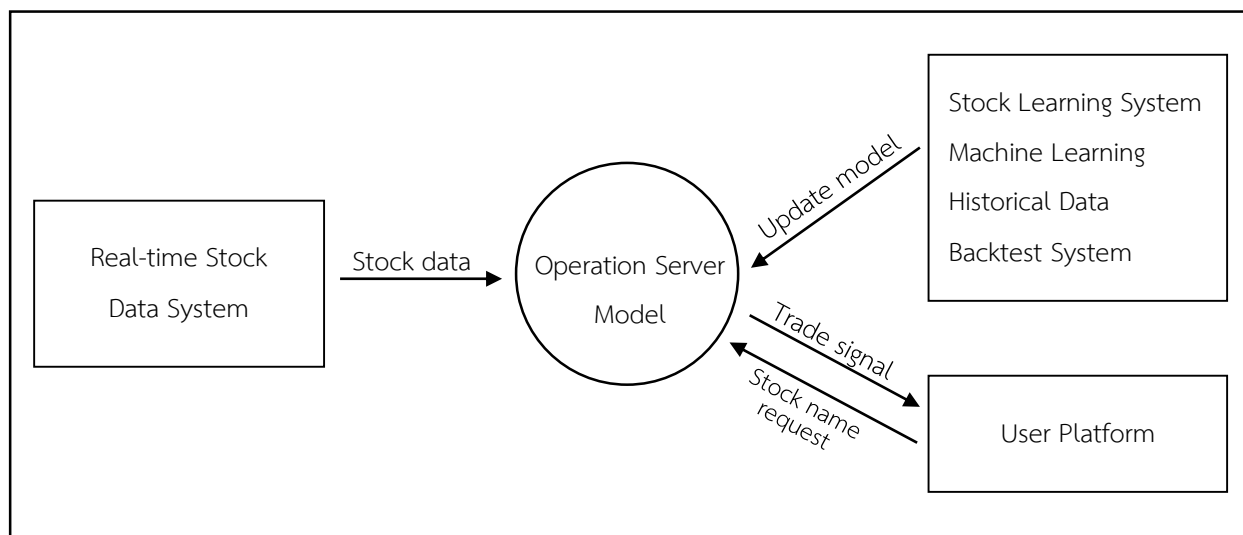 Real-time Stock
Data System
Stock data
Operation Server
Model
Update model
Stock Learning System
Machine Learning
Historical Data
Backtest System
Trade signal
Stock name
request
User Platform